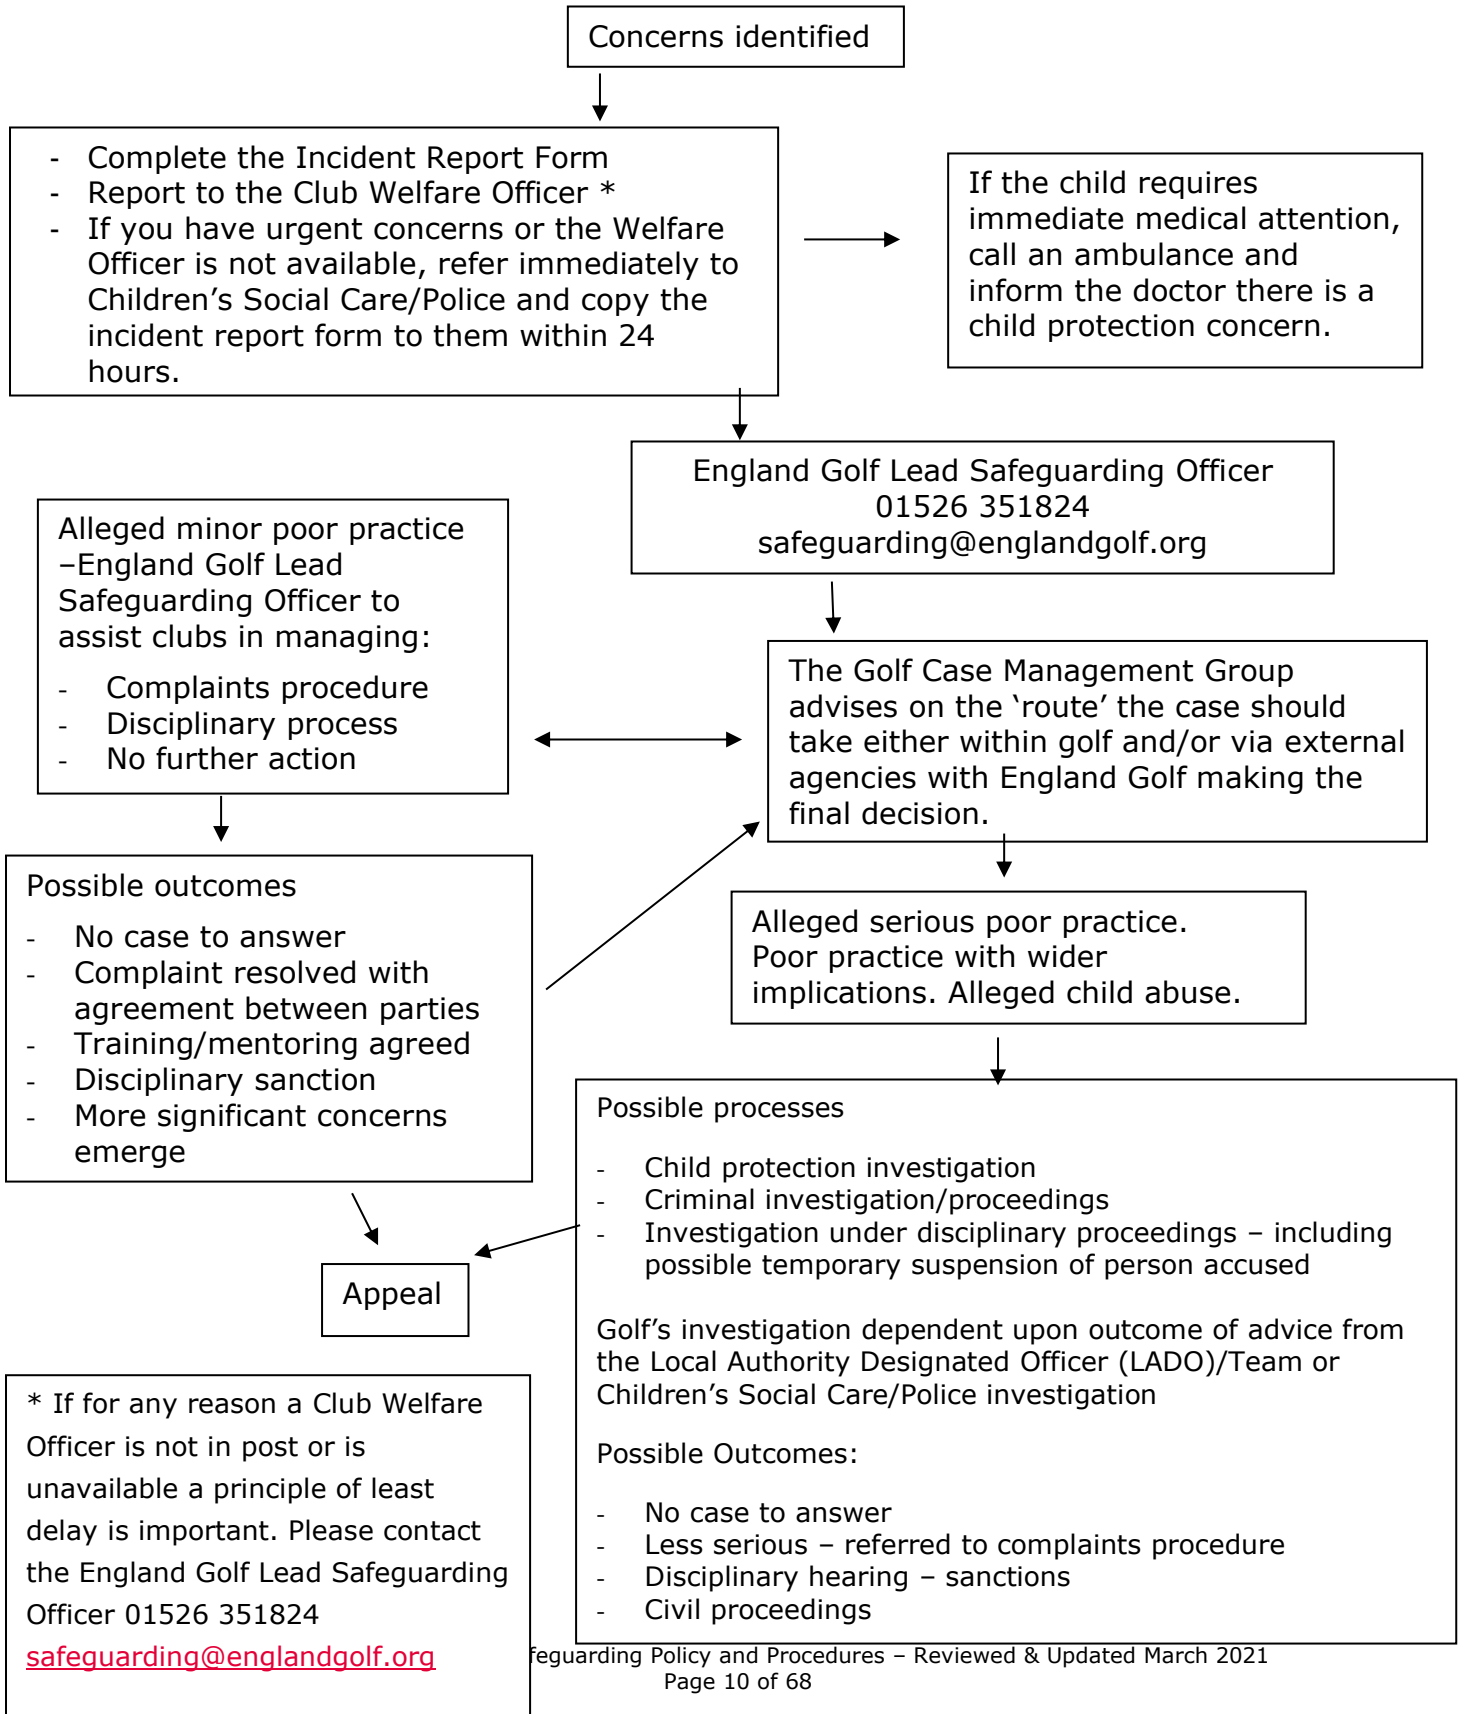 Concerns identified
- Complete the Incident Report Form
- Report to the Club Welfare Officer *
- If you have urgent concerns or the Welfare
Officer is not available, refer immediately to
Children’s Social Care/Police and copy the
incident report form to them within 24
hours.
If the child requires
immediate medical attention,
call an ambulance and
inform the doctor there is a
child protection concern.
England Golf Lead Safeguarding Officer
01526 351824
safeguarding@englandgolf.org
Alleged minor poor practice
–England Golf Lead
Safeguarding Officer to
assist clubs in managing:
- Complaints procedure
- Disciplinary process
- No further action
The Golf Case Management Group
advises on the ‘route’ the case should
take either within golf and/or via external
agencies with England Golf making the
final decision.
Possible outcomes
- No case to answer
- Complaint resolved with
agreement between parties
- Training/mentoring agreed
- Disciplinary sanction
- More significant concerns
emerge
Alleged serious poor practice.
Poor practice with wider
implications. Alleged child abuse.
Possible processes
- Child protection investigation
- Criminal investigation/proceedings
- Investigation under disciplinary proceedings – including
possible temporary suspension of person accused
Golf’s investigation dependent upon outcome of advice from
the Local Authority Designated Officer (LADO)/Team or
Children’s Social Care/Police investigation
Possible Outcomes:
- No case to answer
- Less serious – referred to complaints procedure
- Disciplinary hearing – sanctions
- Civil proceedings
Appeal
* If for any reason a Club Welfare
Officer is not in post or is
unavailable a principle of least
delay is important. Please contact
the England Golf Lead Safeguarding
Officer 01526 351824
safeguarding@englandgolf.org
feguarding Policy and Procedures – Reviewed & Updated March 2021
Page 10 of 68